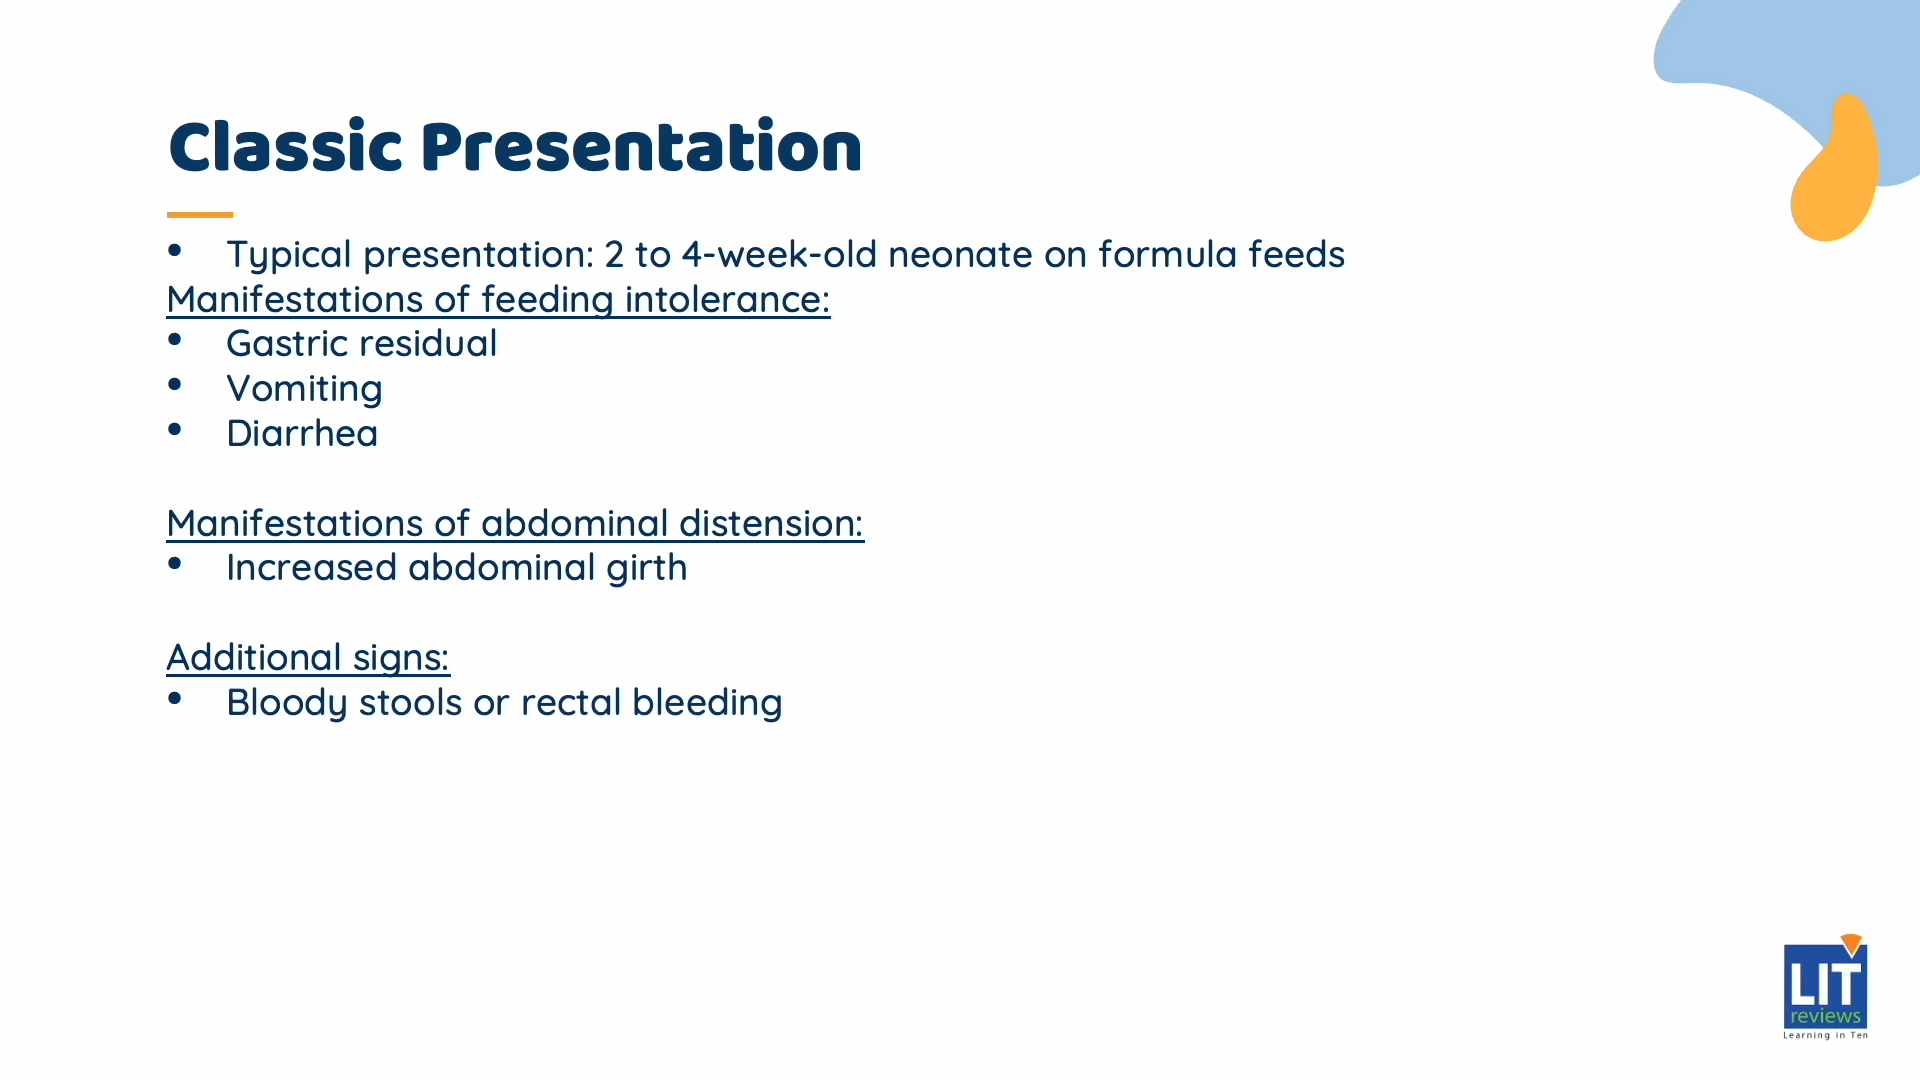 Classic Presentation
• Typical presentation: 2 to 4-week-old neonate on formula feeds
Manifestations of feeding intolerance:
• Gastric residual
• Vomiting
• Diarrhea
Manifestations of abdominal distension:
• Increased abdominal girth
Additional signs:
• Bloody stools or rectal bleeding
LIT
reviews
Learning in Ten